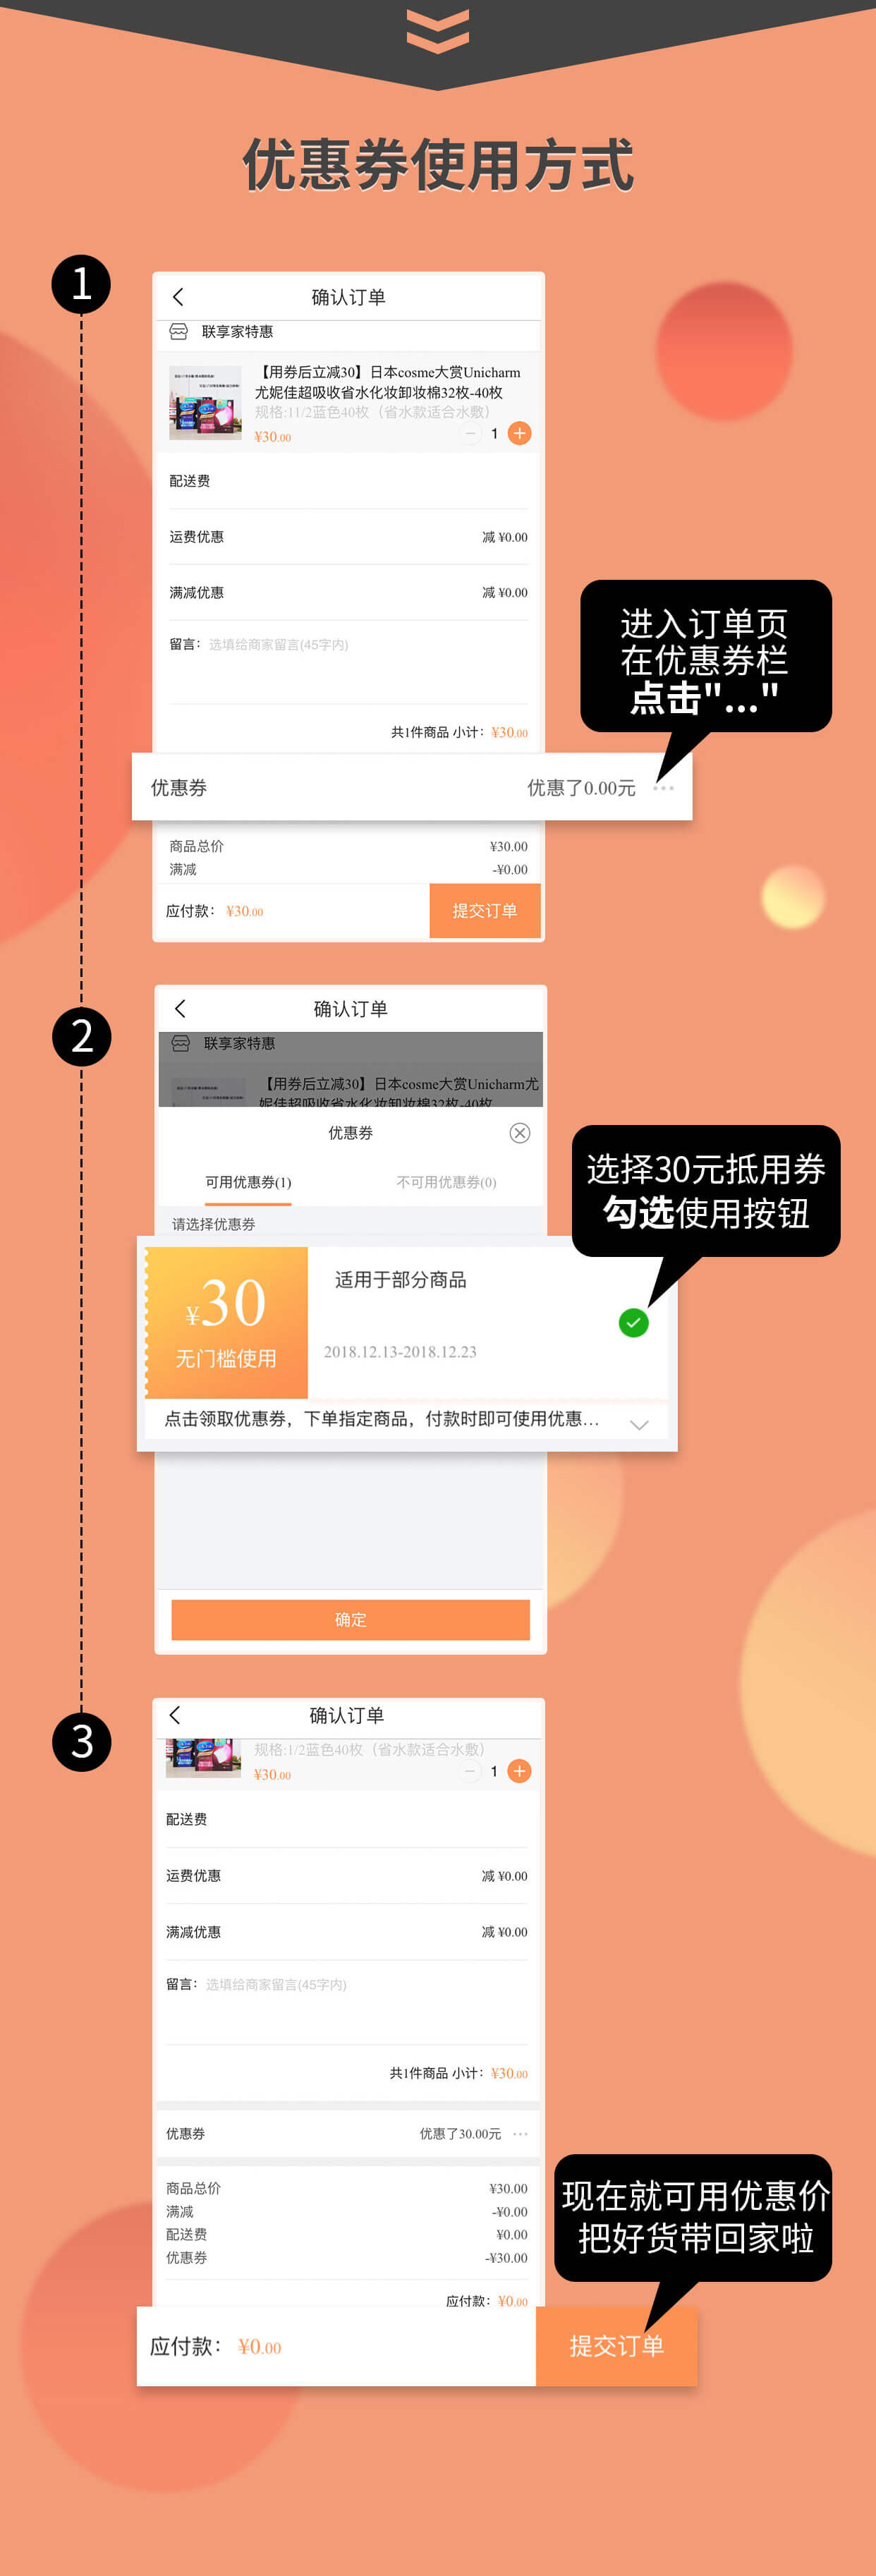 优惠券使用方式
1
确认订单
联享家特惠
【用券后立减30】日本cosme大赏Unicharm
尤妮佳超吸收省水化妆卸妆棉32枚-40枚
规格:11/2蓝色40枚（省水款适合水敷）
¥30.00
1
配送费
运费优惠 减 ¥0.00
满减优惠 减 ¥0.00
留言： 选填给商家留言(45字内)
共1件商品 小计： ¥30.00
进入订单页
在优惠券栏
点击"..."
优惠券 优惠了0.00元 ...
商品总价 ¥30.00
满减 -¥0.00
应付款： ¥30.00 提交订单
2
确认订单
联享家特惠
【用券后立减30】日本cosme大赏Unicharm尤
妮佳超吸收省水化妆卸妆棉32枚-40枚
优惠券
可用优惠券(1) 不可用优惠券(0)
请选择优惠券
选择30元抵用券
勾选使用按钮
¥30
无门槛使用
适用于部分商品
2018.12.13-2018.12.23
点击领取优惠券，下单指定商品，付款时即可使用优惠...
确定
3
确认订单
规格:1/2蓝色40枚（省水款适合水敷）
¥30.00
1
配送费
运费优惠 减 ¥0.00
满减优惠 减 ¥0.00
留言： 选填给商家留言(45字内)
共1件商品 小计： ¥30.00
优惠券 优惠了30.00元 ...
商品总价 ¥30.00
满减 -¥0.00
配送费 ¥0.00
优惠券 -¥30.00
应付款： ¥0.00
现在就可用优惠价
把好货带回家啦
应付款： ¥0.00 提交订单